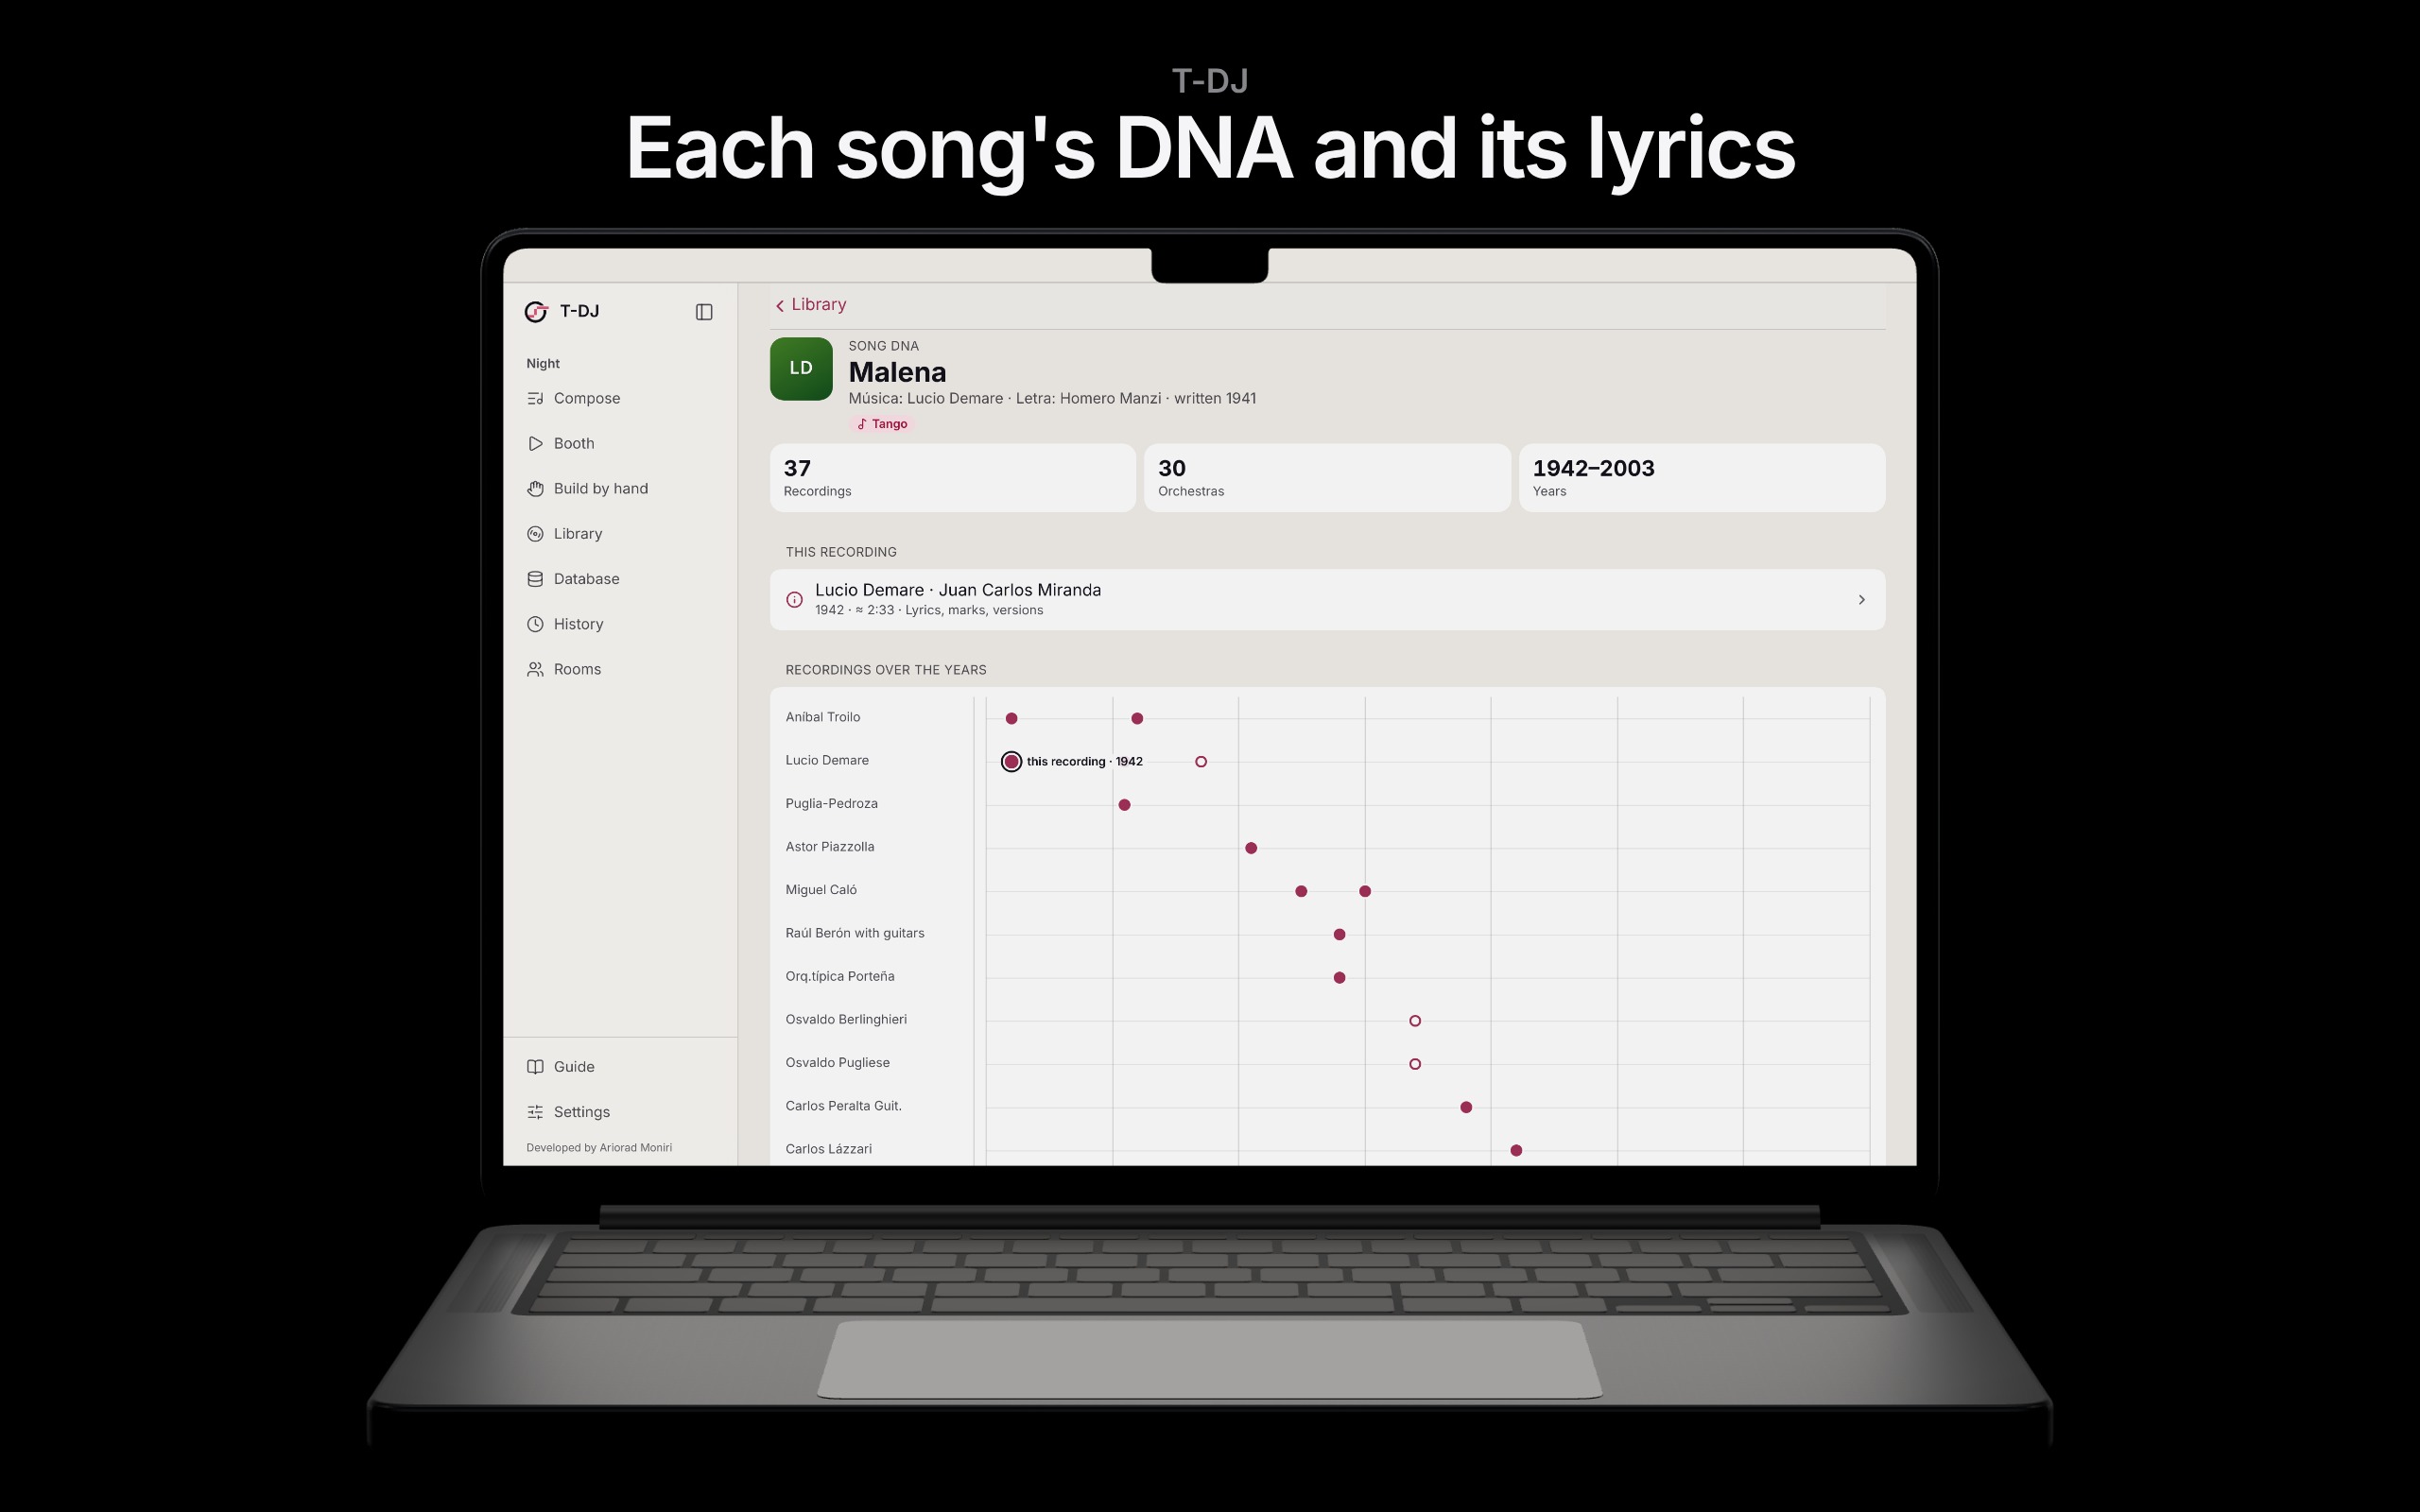 T-DJ
Each song's DNA and its lyrics
T-DJ
Night
Compose
Booth
Build by hand
Library
Database
History
Rooms
Guide
Settings
Developed by Ariorad Moniri
Library
LD
SONG DNA
Malena
Música: Lucio Demare · Letra: Homero Manzi · written 1941
Tango
37
Recordings
30
Orchestras
1942–2003
Years
THIS RECORDING
Lucio Demare · Juan Carlos Miranda
1942 · ≈ 2:33 · Lyrics, marks, versions
RECORDINGS OVER THE YEARS
Aníbal Troilo
Lucio Demare
this recording · 1942
Puglia-Pedroza
Astor Piazzolla
Miguel Caló
Raúl Berón with guitars
Orq.típica Porteña
Osvaldo Berlinghieri
Osvaldo Pugliese
Carlos Peralta Guit.
Carlos Lázzari